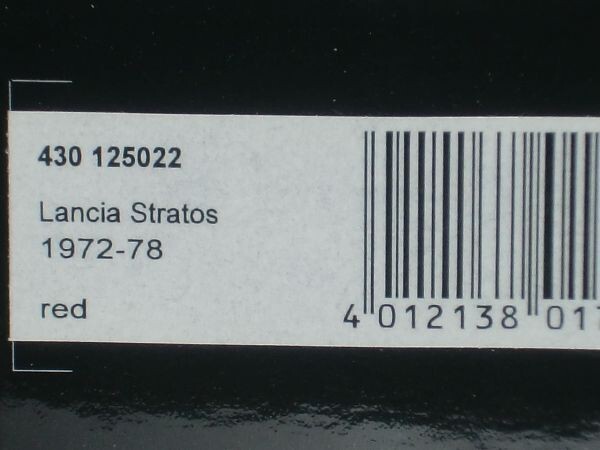 430 125022
Lancia Stratos
1972-78
red
4 012138 01